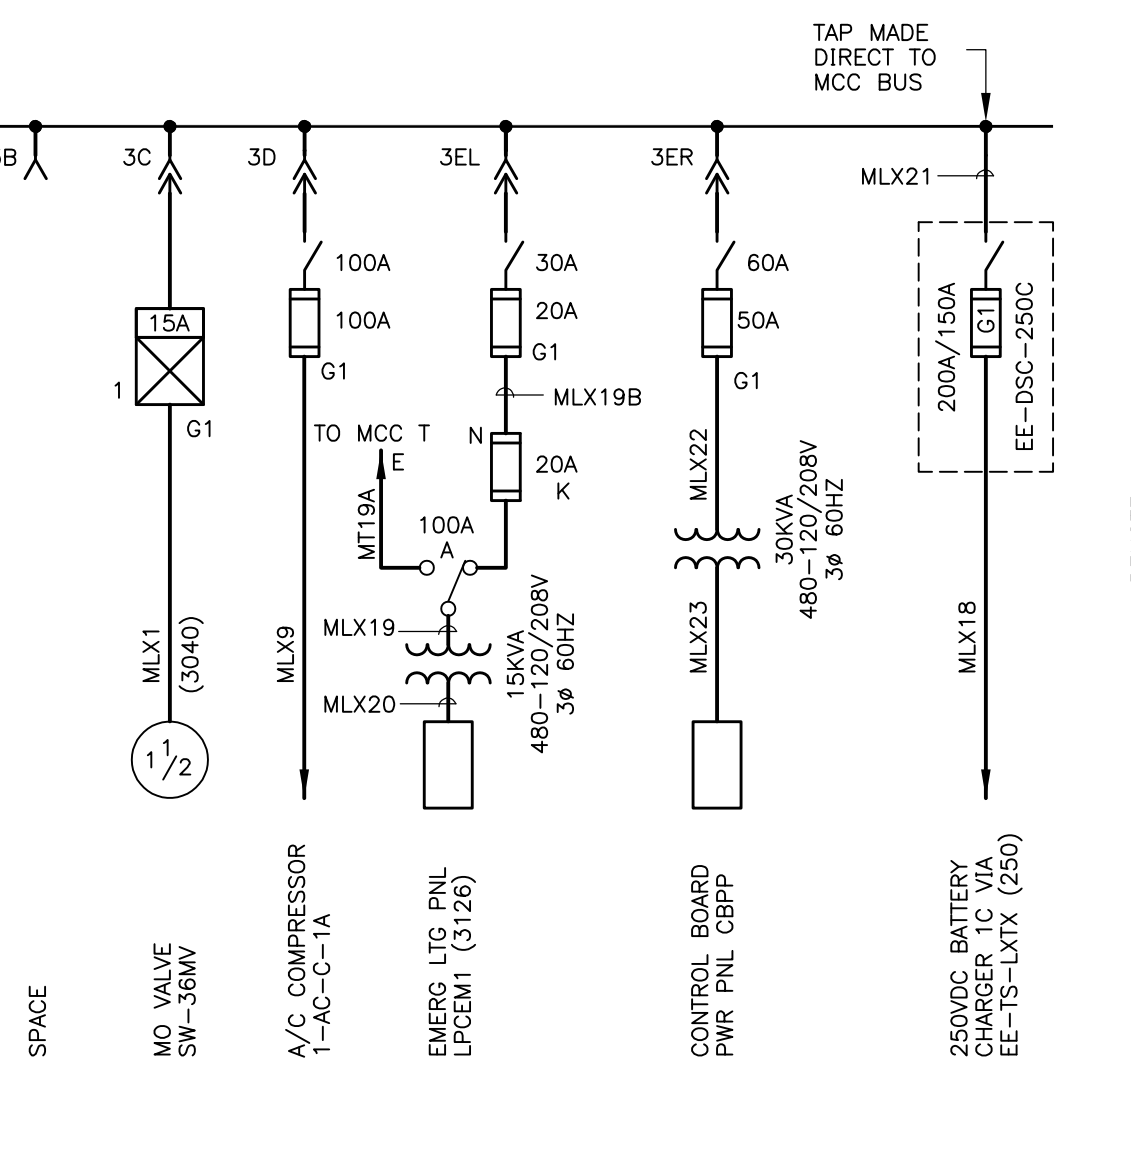 TAP MADE
DIRECT TO
MCC BUS
3C
3D
3EL
3ER
MLX21
100A
30A
60A
15A
100A
20A
50A
G1
200A/150A
EE-DSC-250C
1
G1
G1
G1
G1
MLX19B
TO MCC T
E
N
20A
K
MT19A
100A
A
MLX22
30KVA
480-120/208V
3ø 60HZ
MLX1
(3040)
MLX9
MLX19
MLX20
15KVA
480-120/208V
3ø 60HZ
MLX23
MLX18
1 1/2
SPACE
MO VALVE
SW-36MV
A/C COMPRESSOR
1-AC-C-1A
EMERG LTG PNL
LPCEM1 (3126)
CONTROL BOARD
PWR PNL CBPP
250VDC BATTERY
CHARGER 1C VIA
EE-TS-LXTX (250)